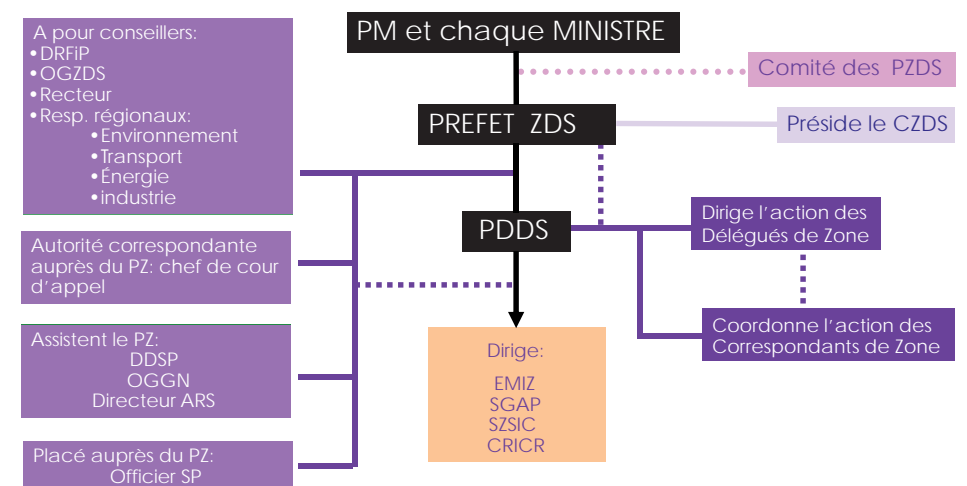 A pour conseillers:
•DRFiP
•OGZDS
•Recteur
•Resp. régionaux:
•Environnement
•Transport
•Énergie
•industrie
Autorité correspondante
auprès du PZ: chef de cour
d'appel
Assistent le PZ:
DDSP
OGGN
Directeur ARS
Placé auprès du PZ:
Officier SP
PM et chaque MINISTRE
Comité des PZDS
PREFET ZDS
Préside le CZDS
PDDS
Dirige l'action des
Délégués de Zone
Coordonne l'action des
Correspondants de Zone
Dirige:
EMIZ
SGAP
SZSIC
CRICR